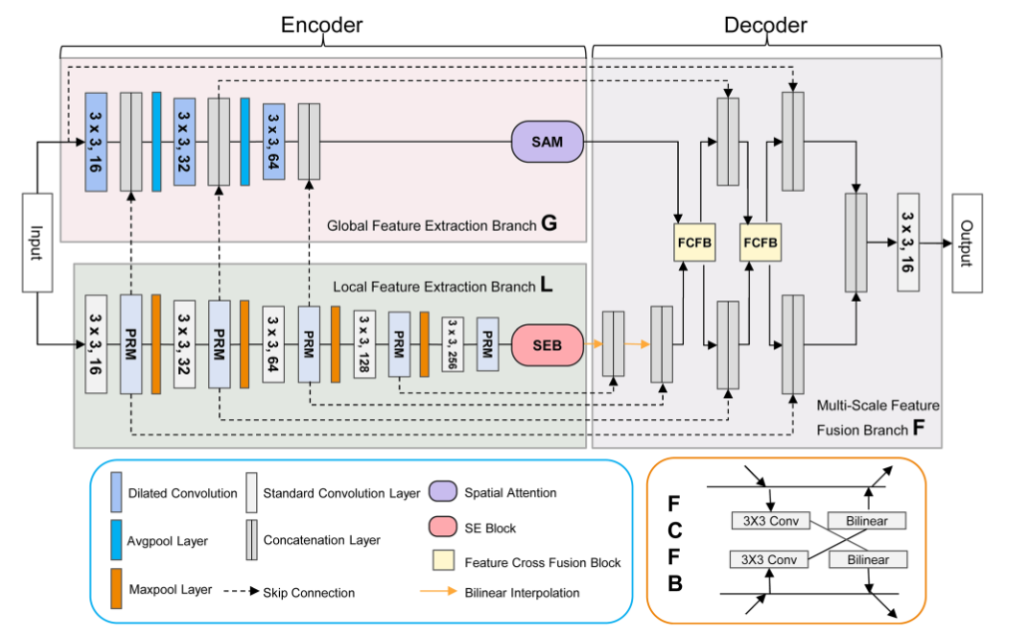 Encoder
Decoder
3 x 3, 16
3 x 3, 32
3 x 3, 64
SAM
Global Feature Extraction Branch G
Input
FCFB
FCFB
3 x 3, 16
Output
Local Feature Extraction Branch L
3 x 3, 16
PRM
3 x 3, 32
PRM
3 x 3, 64
PRM
3 x 3, 128
PRM
3 x 3, 256
PRM
SEB
Multi-Scale Feature
Fusion Branch F
Dilated Convolution
Standard Convolution Layer
Spatial Attention
Avgpool Layer
Concatenation Layer
SE Block
Feature Cross Fusion Block
Maxpool Layer
Skip Connection
Bilinear Interpolation
F
C
F
B
3X3 Conv
Bilinear
3X3 Conv
Bilinear